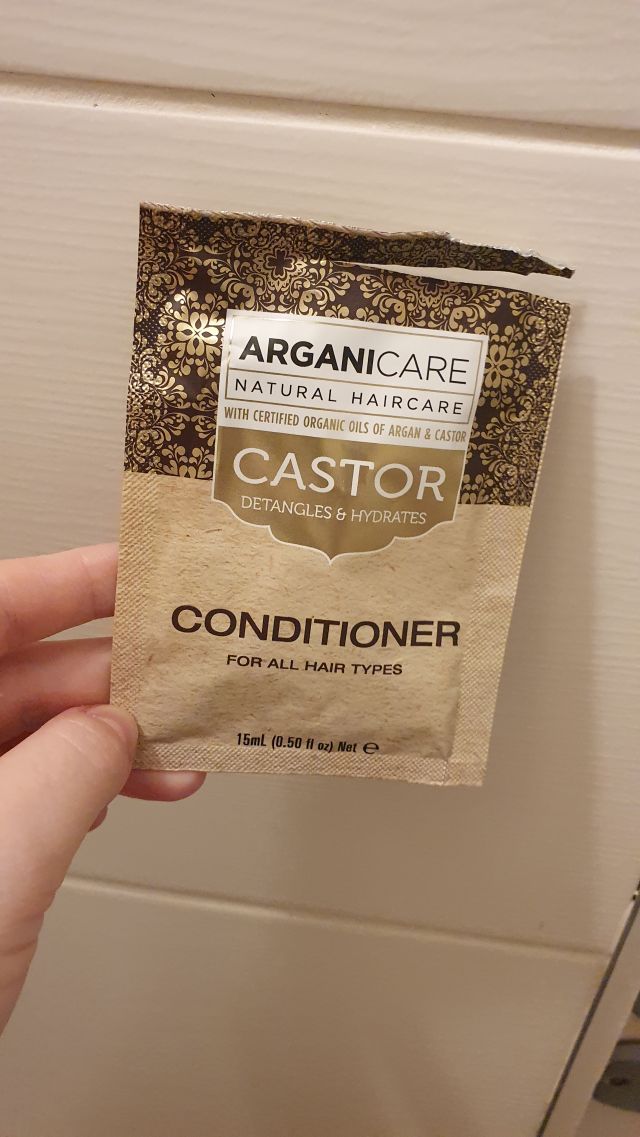 ARGANICARE
NATURAL HAIRCARE
WITH CERTIFIED ORGANIC OILS OF ARGAN & CASTOR
CASTOR
DETANGLES & HYDRATES
CONDITIONER
FOR ALL HAIR TYPES
15mL (0.50 fl oz) Net ℮